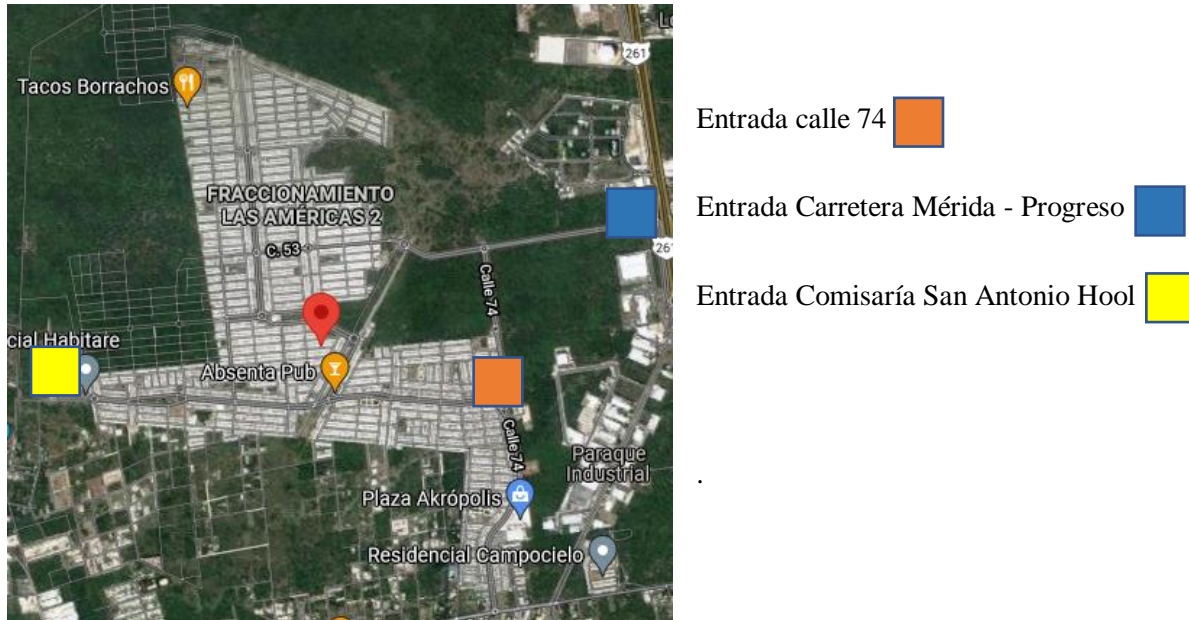 261
Tacos Borrachos
FRACCIONAMIENTO
LAS AMÉRICAS 2
C. 53
261
Calle 74
cial Habitare
Absenta Pub
Calle 74
Paraque
Industrial
Plaza Akrópolis
Residencial Campocielo
Entrada calle 74
Entrada Carretera Mérida - Progreso
Entrada Comisaría San Antonio Hool
.